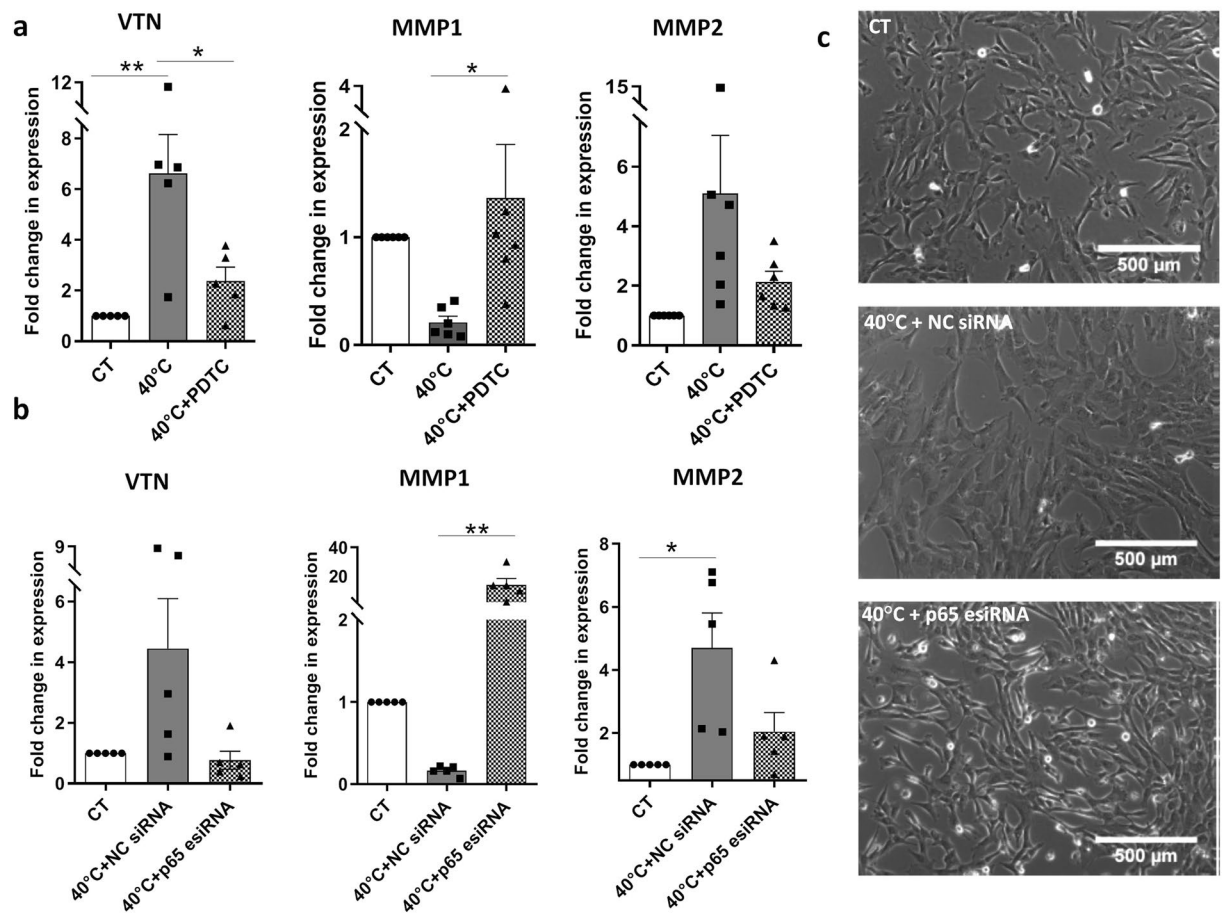 a
VTN
** *
Fold change in expression
12
8
6
4
2
0
CT
40°C
40°C+PDTC
MMP1
*
Fold change in expression
4
2
1
0
CT
40°C
40°C+PDTC
MMP2
Fold change in expression
15
6
4
2
0
CT
40°C
40°C+PDTC
b
VTN
Fold change in expression
9
6
4
2
0
CT
40°C+NC siRNA
40°C+p65 esiRNA
MMP1
**
Fold change in expression
40
20
2
1
0
CT
40°C+NC siRNA
40°C+p65 esiRNA
MMP2
*
Fold change in expression
8
6
4
2
CT
40°C+NC siRNA
40°C+p65 esiRNA
c
CT
500 µm
40°C + NC siRNA
500 µm
40°C + p65 esiRNA
500 µm